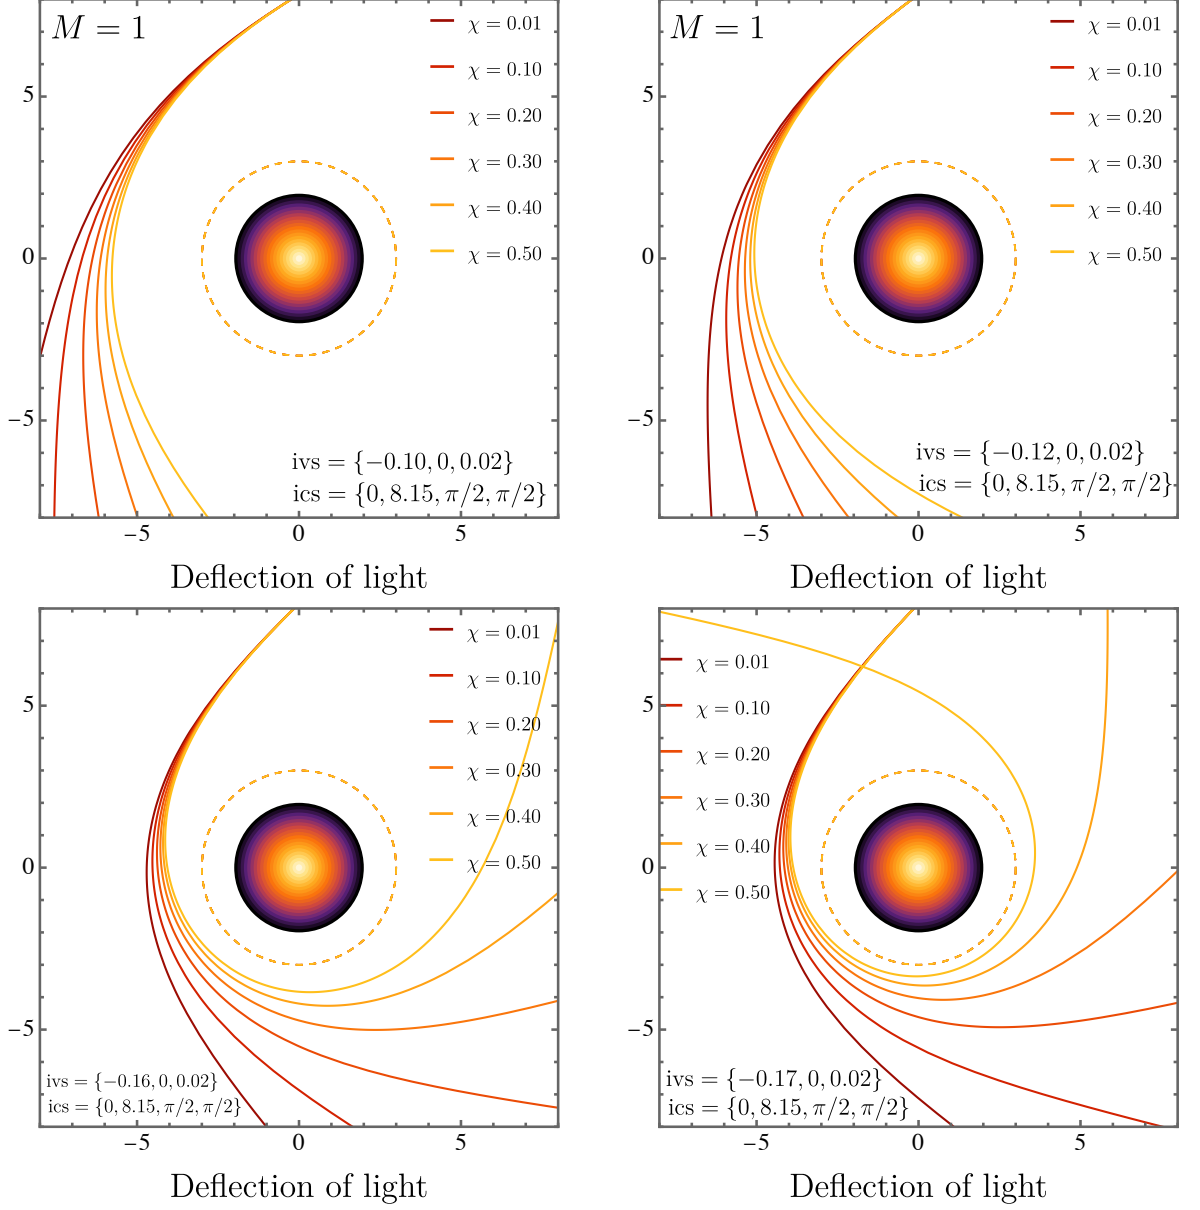 M = 1
χ = 0.01
χ = 0.10
χ = 0.20
χ = 0.30
χ = 0.40
χ = 0.50
5
0
−5
ivs = {−0.10, 0, 0.02}
ics = {0, 8.15, π/2, π/2}
−5 0 5
Deflection of light
M = 1
χ = 0.01
χ = 0.10
χ = 0.20
χ = 0.30
χ = 0.40
χ = 0.50
5
0
−5
ivs = {−0.12, 0, 0.02}
ics = {0, 8.15, π/2, π/2}
−5 0 5
Deflection of light
χ = 0.01
χ = 0.10
χ = 0.20
χ = 0.30
χ = 0.40
χ = 0.50
5
0
−5
ivs = {−0.16, 0, 0.02}
ics = {0, 8.15, π/2, π/2}
−5 0 5
Deflection of light
χ = 0.01
χ = 0.10
χ = 0.20
χ = 0.30
χ = 0.40
χ = 0.50
5
0
−5
ivs = {−0.17, 0, 0.02}
ics = {0, 8.15, π/2, π/2}
−5 0 5
Deflection of light